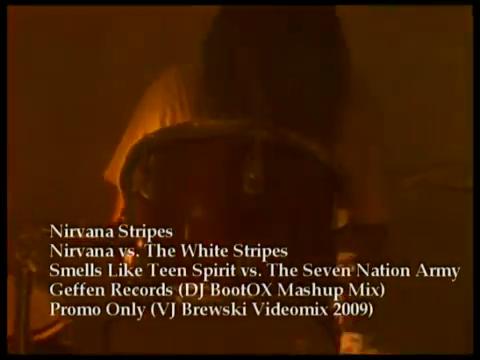 Nirvana Stripes
Nirvana vs. The White Stripes
Smells Like Teen Spirit vs. The Seven Nation Army
Geffen Records (DJ BootOX Mashup Mix)
Promo Only (VJ Brewski Videomix 2009)